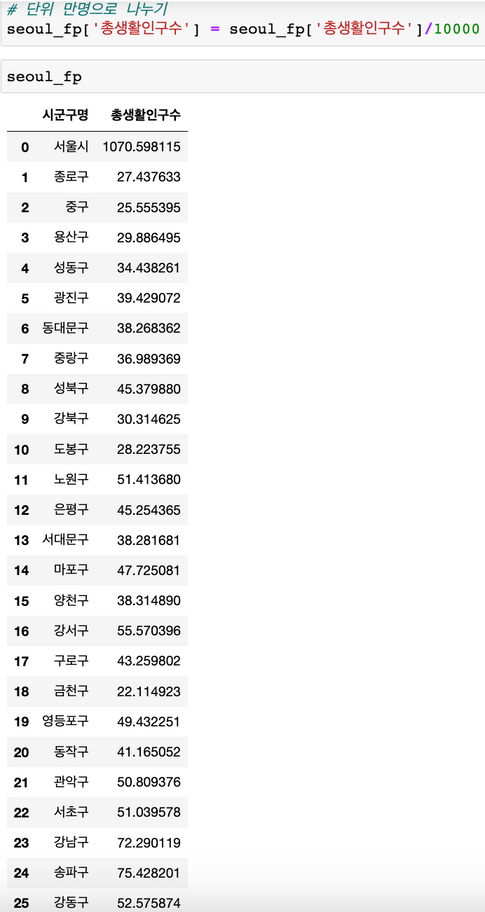 # 단위 만명으로 나누기
seoul_fp['총생활인구수'] = seoul_fp['총생활인구수']/10000
seoul_fp
시군구명 총생활인구수
0 서울시 1070.598115
1 종로구 27.437633
2 중구 25.555395
3 용산구 29.886495
4 성동구 34.438261
5 광진구 39.429072
6 동대문구 38.268362
7 중랑구 36.989369
8 성북구 45.379880
9 강북구 30.314625
10 도봉구 28.223755
11 노원구 51.413680
12 은평구 45.254365
13 서대문구 38.281681
14 마포구 47.725081
15 양천구 38.314890
16 강서구 55.570396
17 구로구 43.259802
18 금천구 22.114923
19 영등포구 49.432251
20 동작구 41.165052
21 관악구 50.809376
22 서초구 51.039578
23 강남구 72.290119
24 송파구 75.428201
25 강동구 52.575874